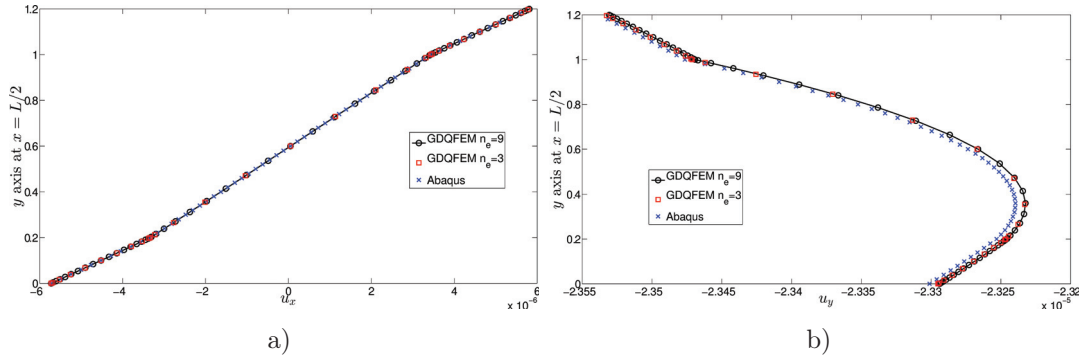 1.2
1
0.8
0.6
0.4
0.2
0
y axis at x = L/2
GDQFEM n_e=9
GDQFEM n_e=3
Abaqus
−6 −4 −2 0 2 4 6
u_x
x 10^-6
a)
1.2
1
0.8
0.6
0.4
0.2
0
y axis at x = L/2
GDQFEM n_e=9
GDQFEM n_e=3
Abaqus
−2.355 −2.35 −2.345 −2.34 −2.335 −2.33 −2.325 −2.32
u_y
x 10^-5
b)